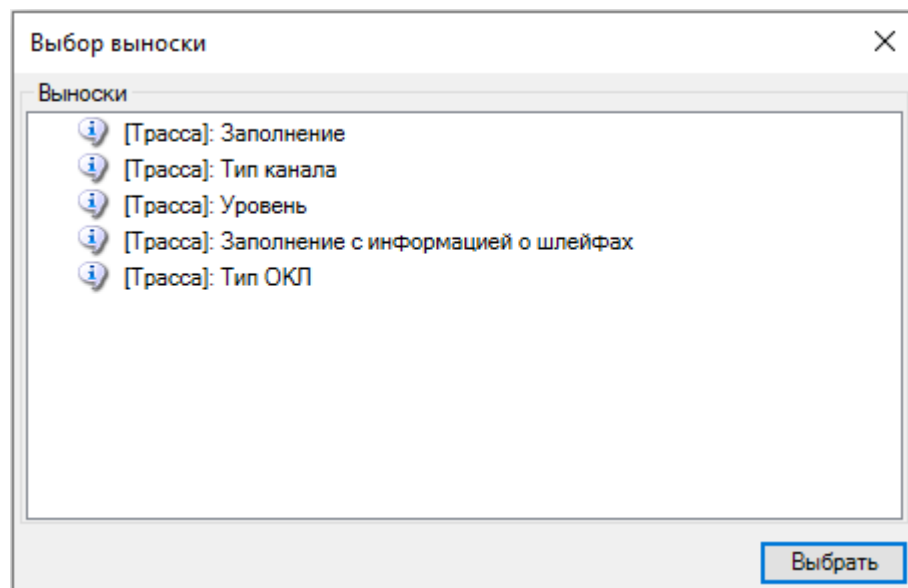 Выбор выноски
Выноски
[Трасса]: Заполнение
[Трасса]: Тип канала
[Трасса]: Уровень
[Трасса]: Заполнение с информацией о шлейфах
[Трасса]: Тип ОКЛ
Выбрать